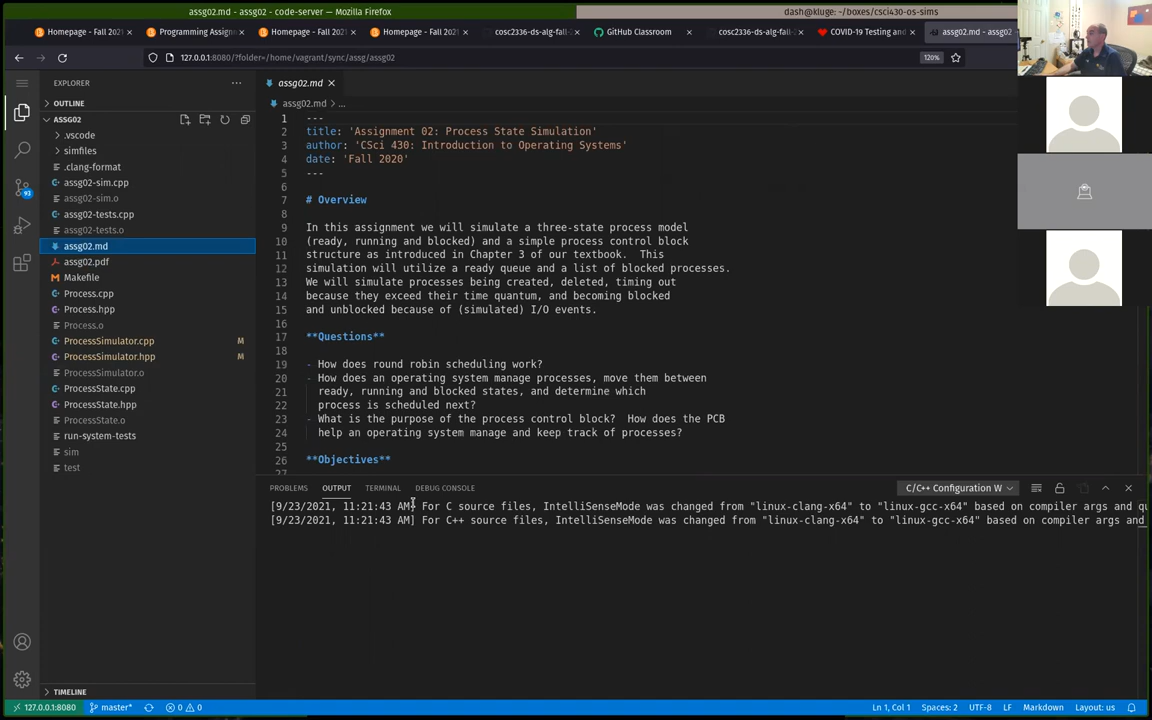 assg02.md - assg02 - code-server — Mozilla Firefox
dash@kluge: ~/boxes/csci430-os-sims
Homepage - Fall 2021
Programming Assign
Homepage - Fall 2021
Homepage - Fall 2021
cosc2336-ds-alg-fall-2
GitHub Classroom
cosc2336-ds-alg-fall-
COVID-19 Testing and
assg02.md - assg02
127.0.0.1:8080/?folder=/home/vagrant/sync/assg/assg02
120%
EXPLORER
OUTLINE
ASSG02
.vscode
simfiles
.clang-format
assg02-sim.cpp
assg02-sim.o
assg02-tests.cpp
assg02-tests.o
assg02.md
assg02.pdf
Makefile
Process.cpp
Process.hpp
Process.o
ProcessSimulator.cpp M
ProcessSimulator.hpp M
ProcessSimulator.o
ProcessState.cpp
ProcessState.hpp
ProcessState.o
run-system-tests
sim
test
TIMELINE
assg02.md
assg02.md > ...
1 ---
2 title: 'Assignment 02: Process State Simulation'
3 author: 'CSci 430: Introduction to Operating Systems'
4 date: 'Fall 2020'
5 ---
6
7 # Overview
8
9 In this assignment we will simulate a three-state process model
10 (ready, running and blocked) and a simple process control block
11 structure as introduced in Chapter 3 of our textbook.  This
12 simulation will utilize a ready queue and a list of blocked processes.
13 We will simulate processes being created, deleted, timing out
14 because they exceed their time quantum, and becoming blocked
15 and unblocked because of (simulated) I/O events.
16
17 **Questions**
18
19 - How does round robin scheduling work?
20 - How does an operating system manage processes, move them between
21 ready, running and blocked states, and determine which
22 process is scheduled next?
23 - What is the purpose of the process control block?  How does the PCB
24 help an operating system manage and keep track of processes?
25
26 **Objectives**
27
PROBLEMS OUTPUT TERMINAL DEBUG CONSOLE
C/C++ Configuration W
[9/23/2021, 11:21:43 AM] For C source files, IntelliSenseMode was changed from "linux-clang-x64" to "linux-gcc-x64" based on compiler args and qu
[9/23/2021, 11:21:43 AM] For C++ source files, IntelliSenseMode was changed from "linux-clang-x64" to "linux-gcc-x64" based on compiler args and
127.0.0.1:8080
master*
0 0
Ln 1, Col 1
Spaces: 2
UTF-8
LF
Markdown
Layout: us